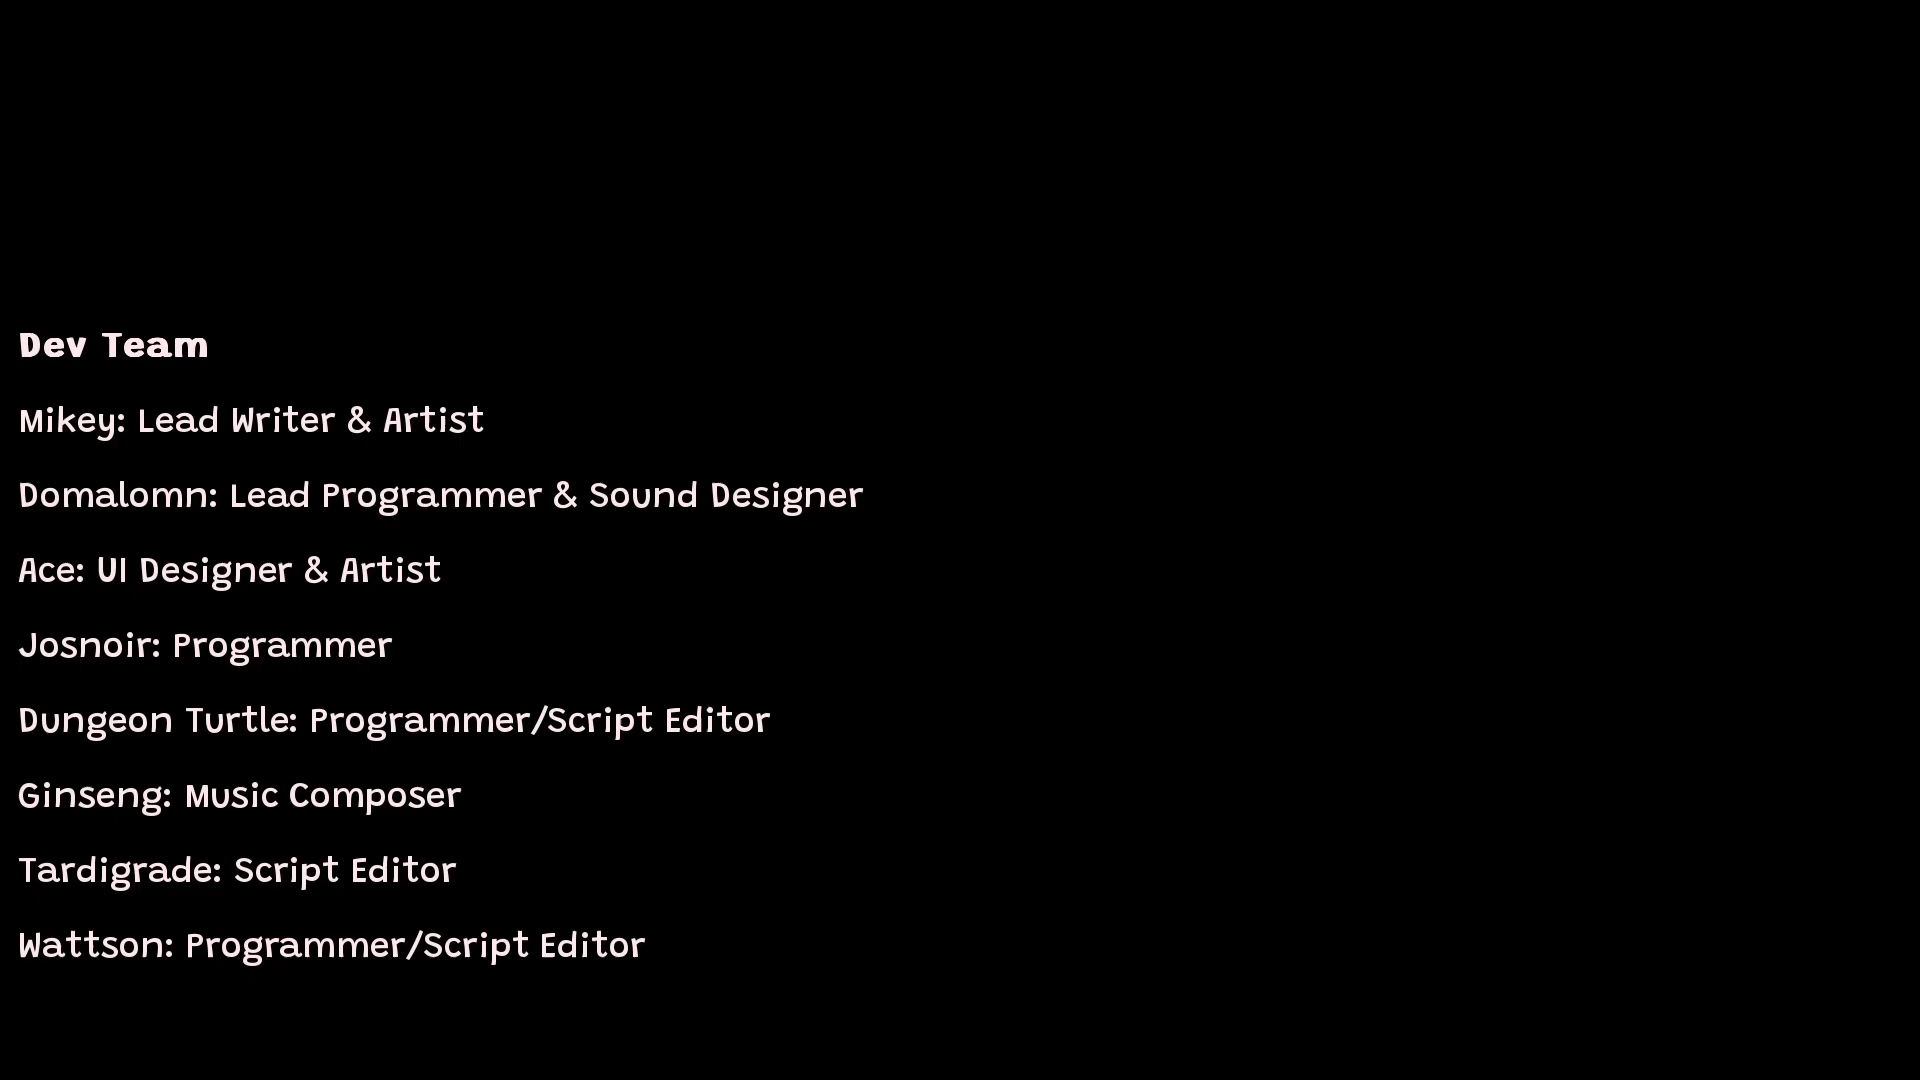 Dev Team
Mikey: Lead Writer & Artist
Domalomn: Lead Programmer & Sound Designer
Ace: UI Designer & Artist
Josnoir: Programmer
Dungeon Turtle: Programmer/Script Editor
Ginseng: Music Composer
Tardigrade: Script Editor
Wattson: Programmer/Script Editor